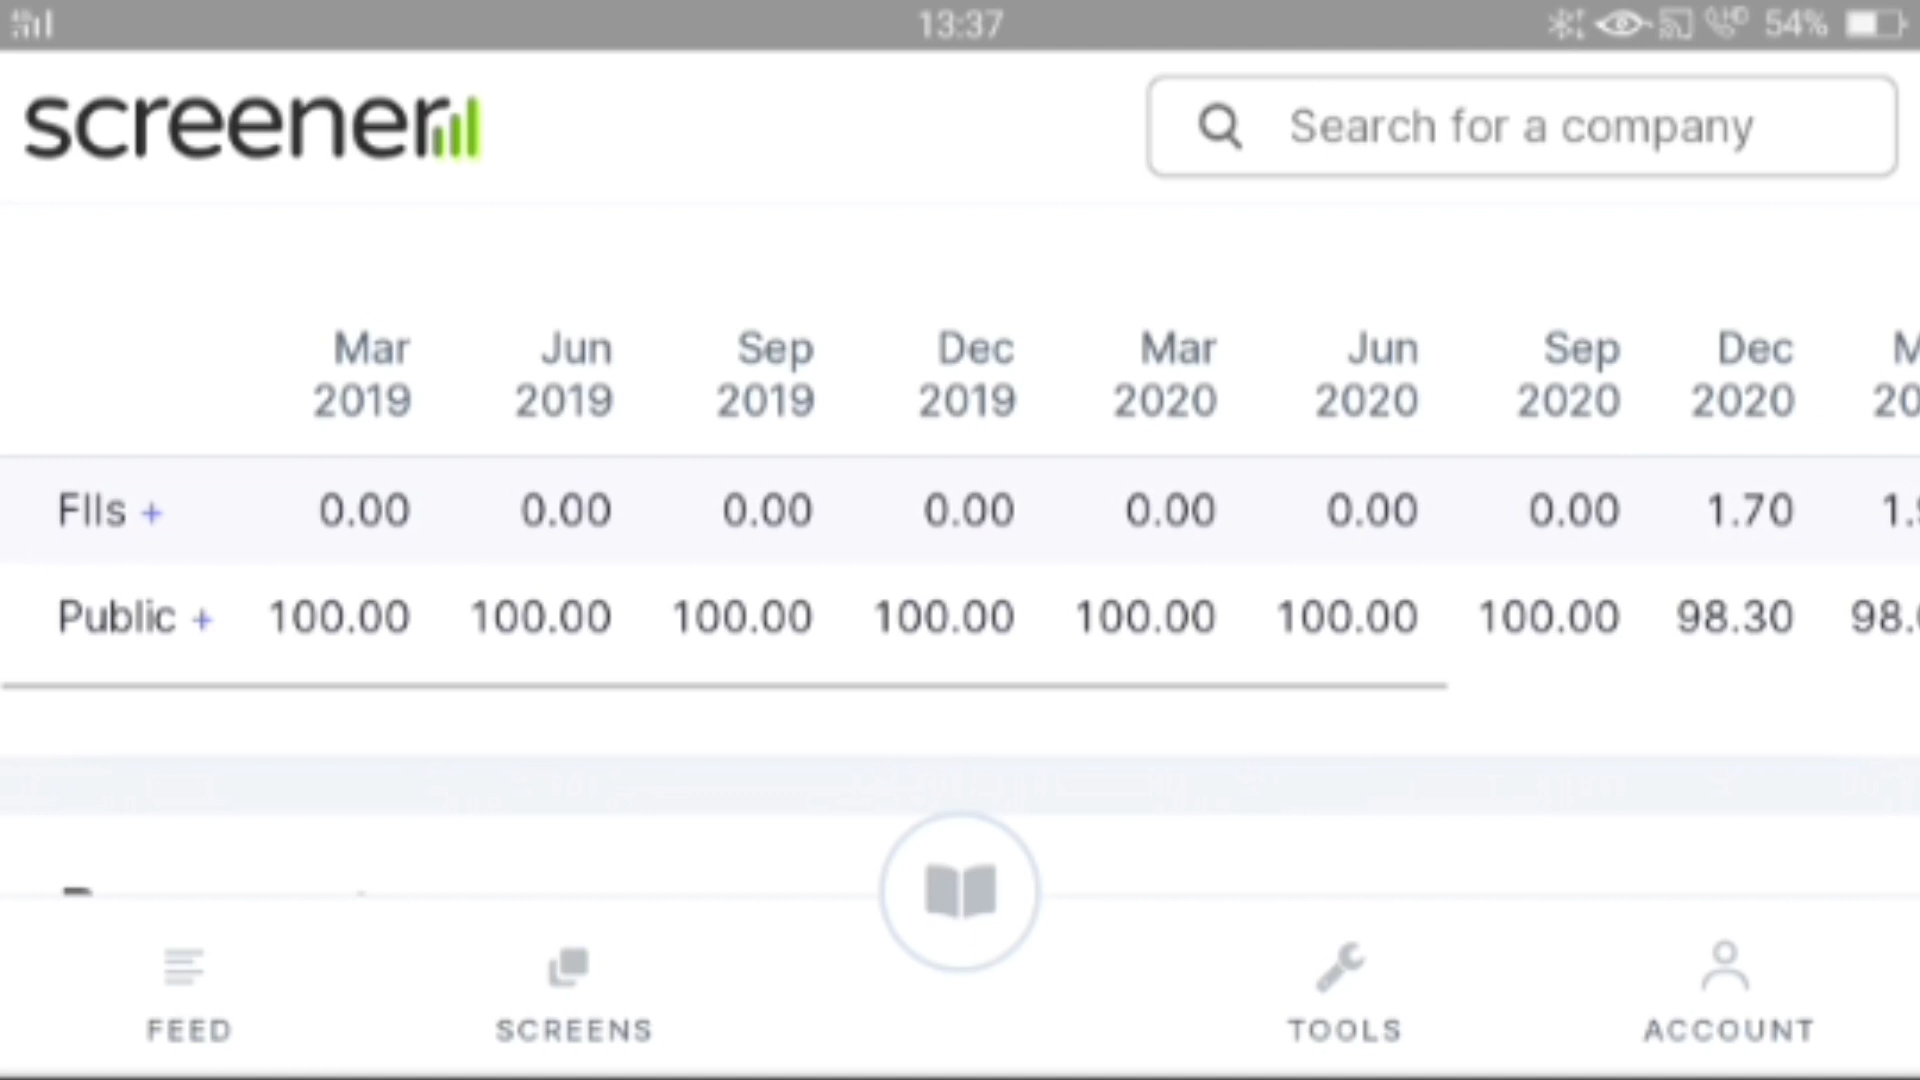 13:37 54%
screener Search for a company
Mar Jun Sep Dec Mar Jun Sep Dec
2019 2019 2019 2019 2020 2020 2020 2020
FIIs + 0.00 0.00 0.00 0.00 0.00 0.00 0.00 1.70
Public + 100.00 100.00 100.00 100.00 100.00 100.00 100.00 98.30
FEED SCREENS TOOLS ACCOUNT